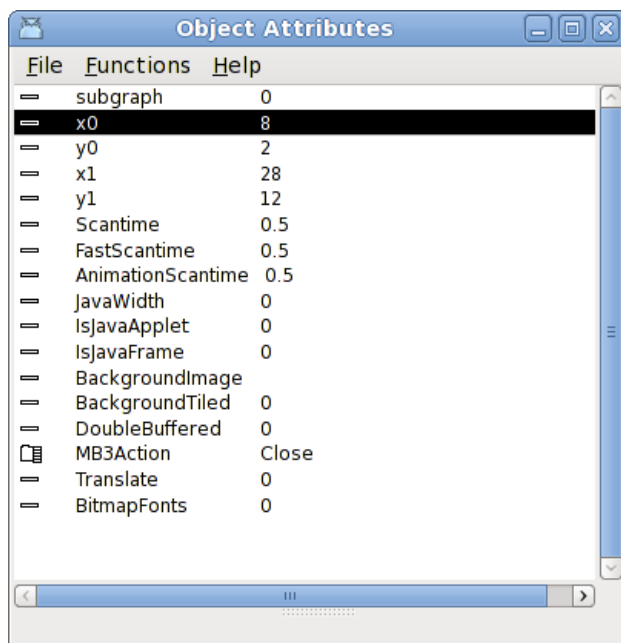 Object Attributes
File Functions Help
subgraph 0
x0 8
y0 2
x1 28
y1 12
Scantime 0.5
FastScantime 0.5
AnimationScantime 0.5
JavaWidth 0
IsJavaApplet 0
IsJavaFrame 0
BackgroundImage
BackgroundTiled 0
DoubleBuffered 0
MB3Action Close
Translate 0
BitmapFonts 0